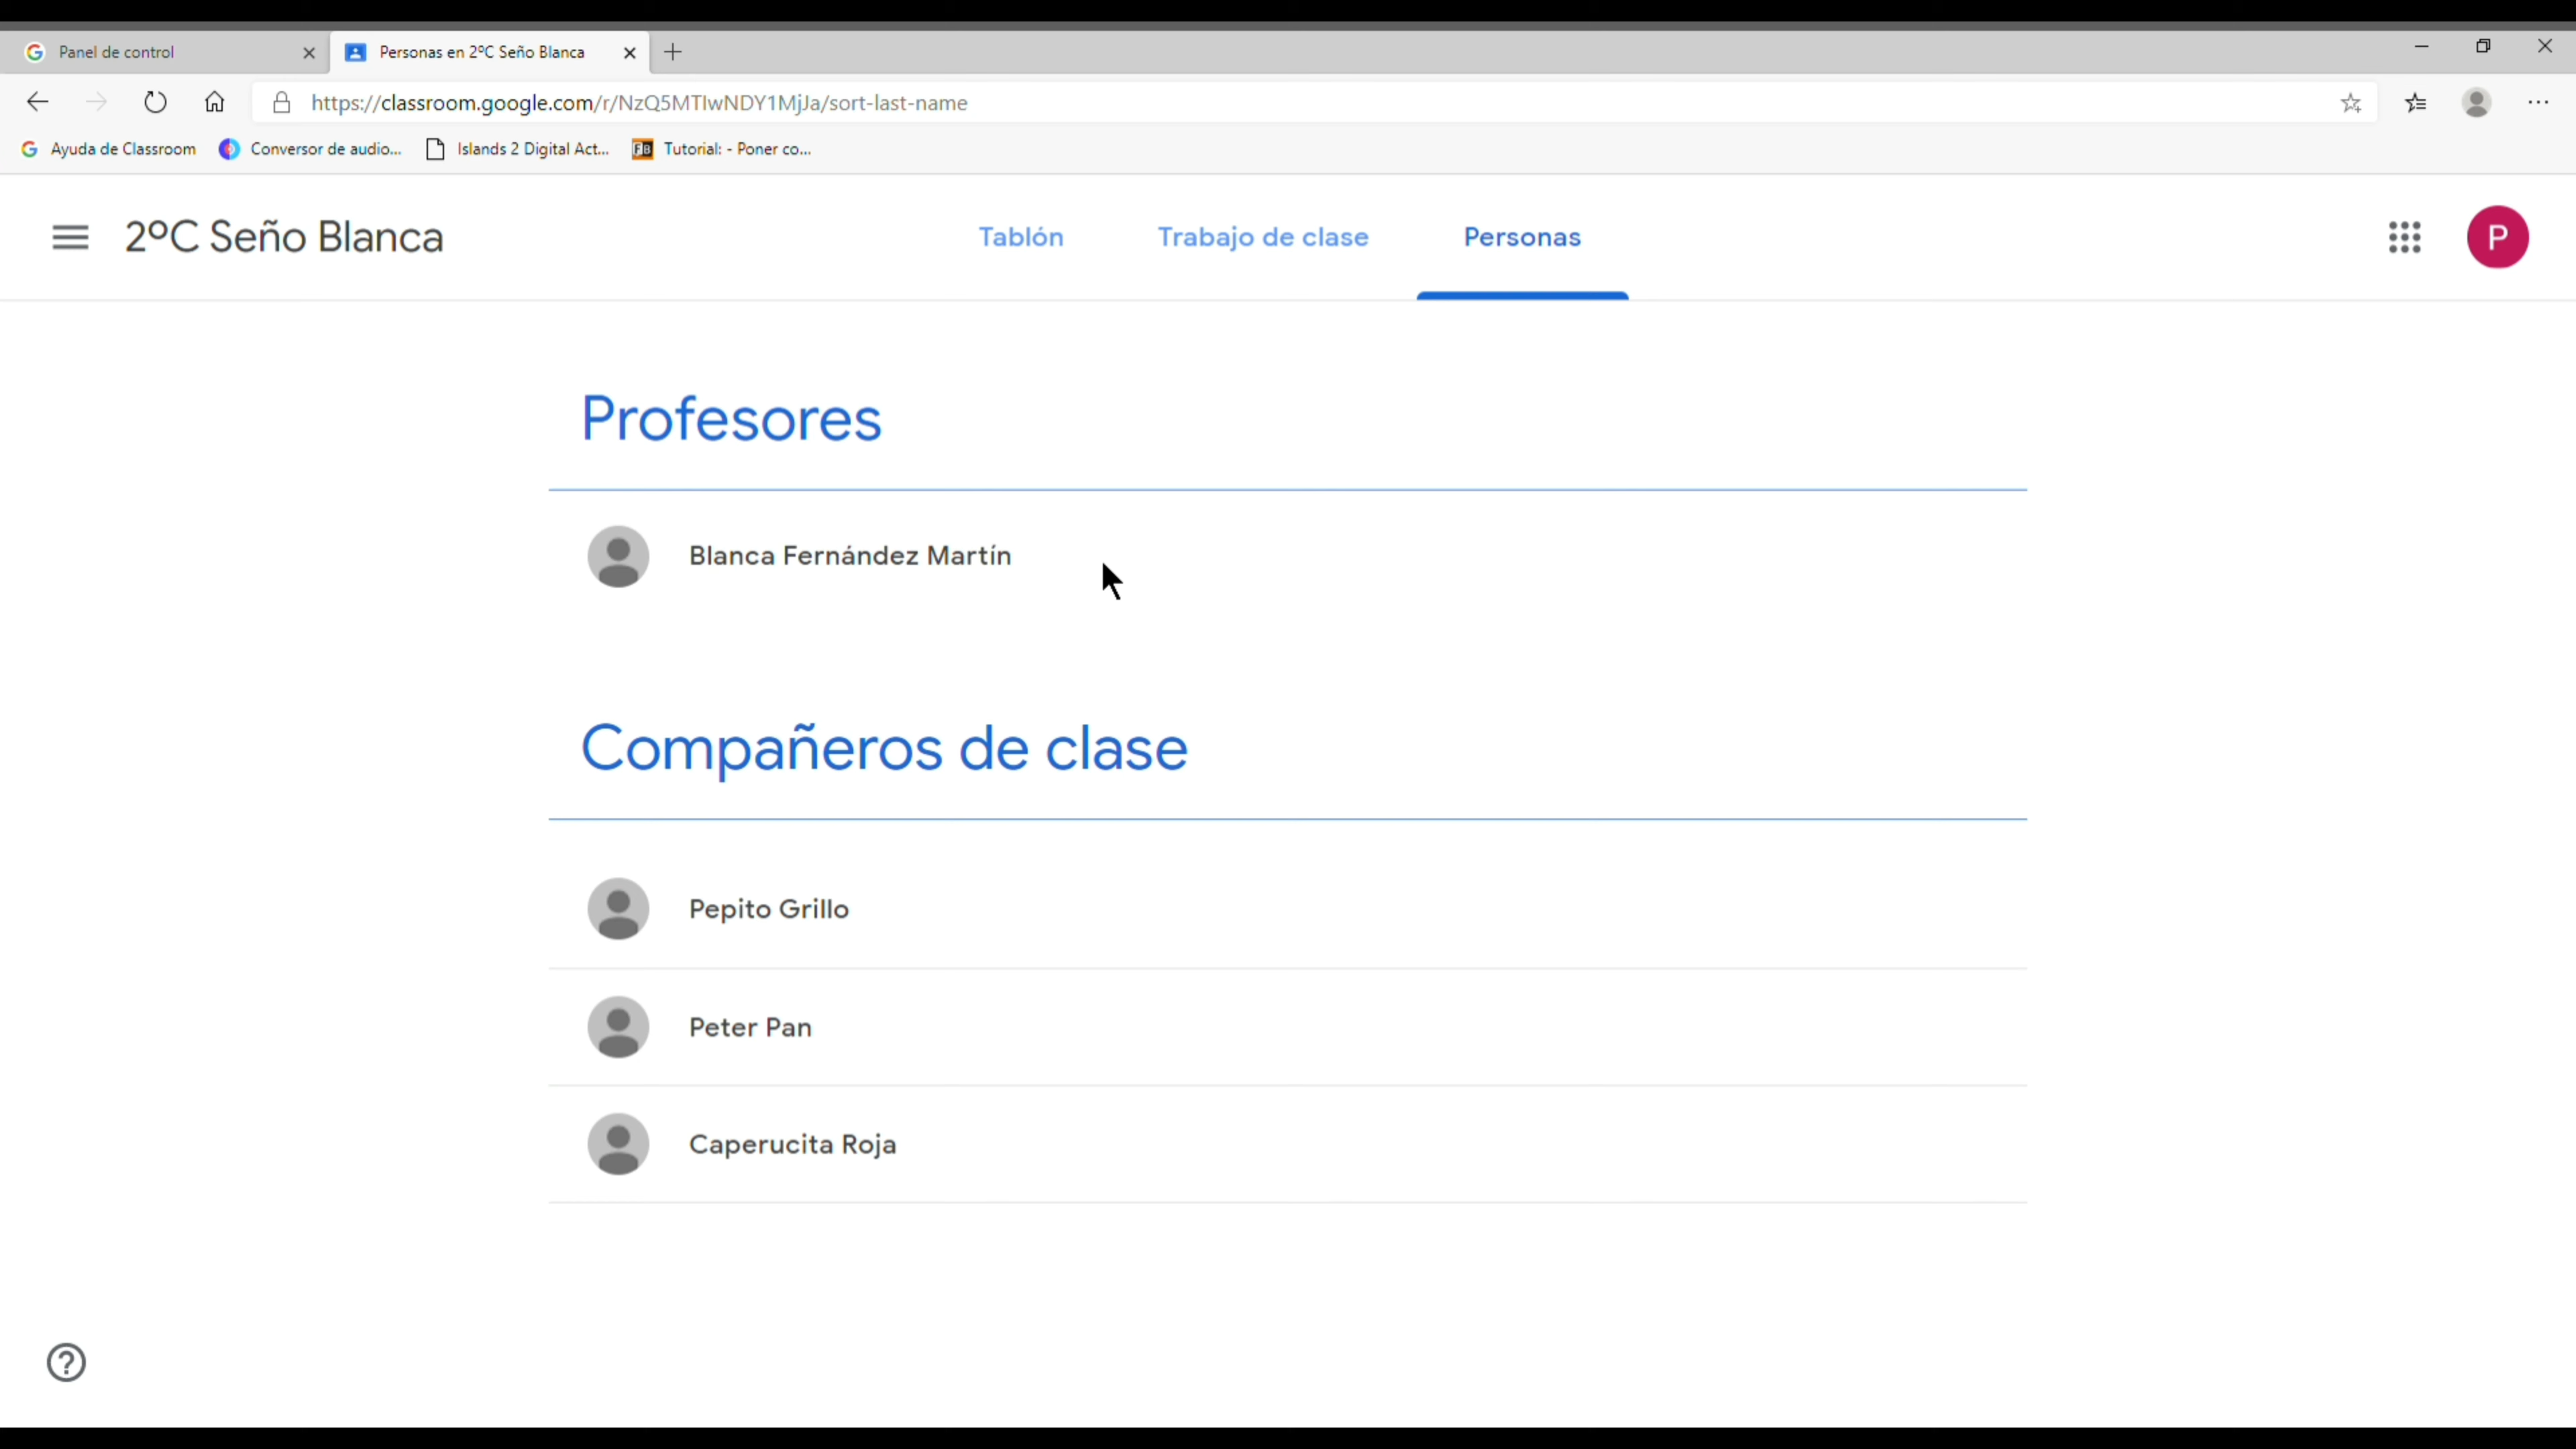 Panel de control
Personas en 2ºC Seño Blanca
https://classroom.google.com/r/NzQ5MTIwNDY1MjJa/sort-last-name
Ayuda de Classroom
Conversor de audio...
Islands 2 Digital Act...
FB
Tutorial: - Poner co...
2ºC Seño Blanca
Tablón
Trabajo de clase
Personas
P
Profesores
Blanca Fernández Martín
Compañeros de clase
Pepito Grillo
Peter Pan
Caperucita Roja